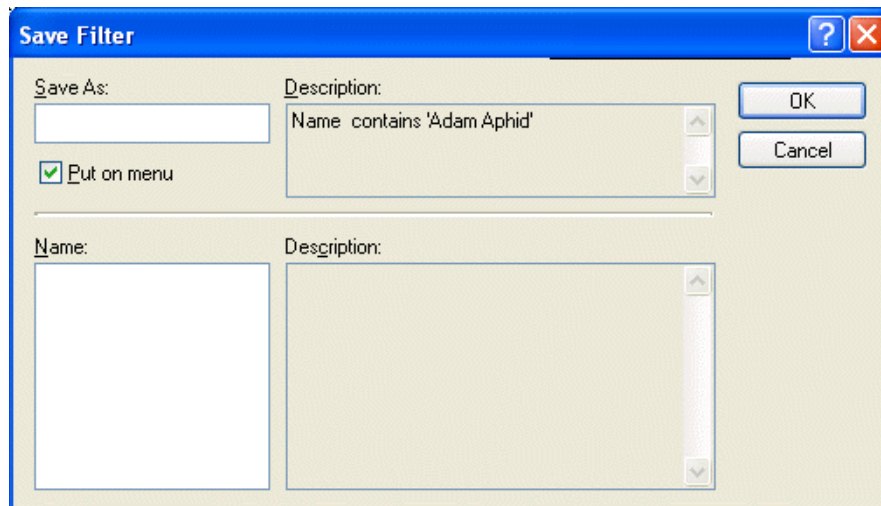 Save Filter
Save As:
Description:
OK
Name  contains 'Adam Aphid'
Cancel
Put on menu
Name:
Description: